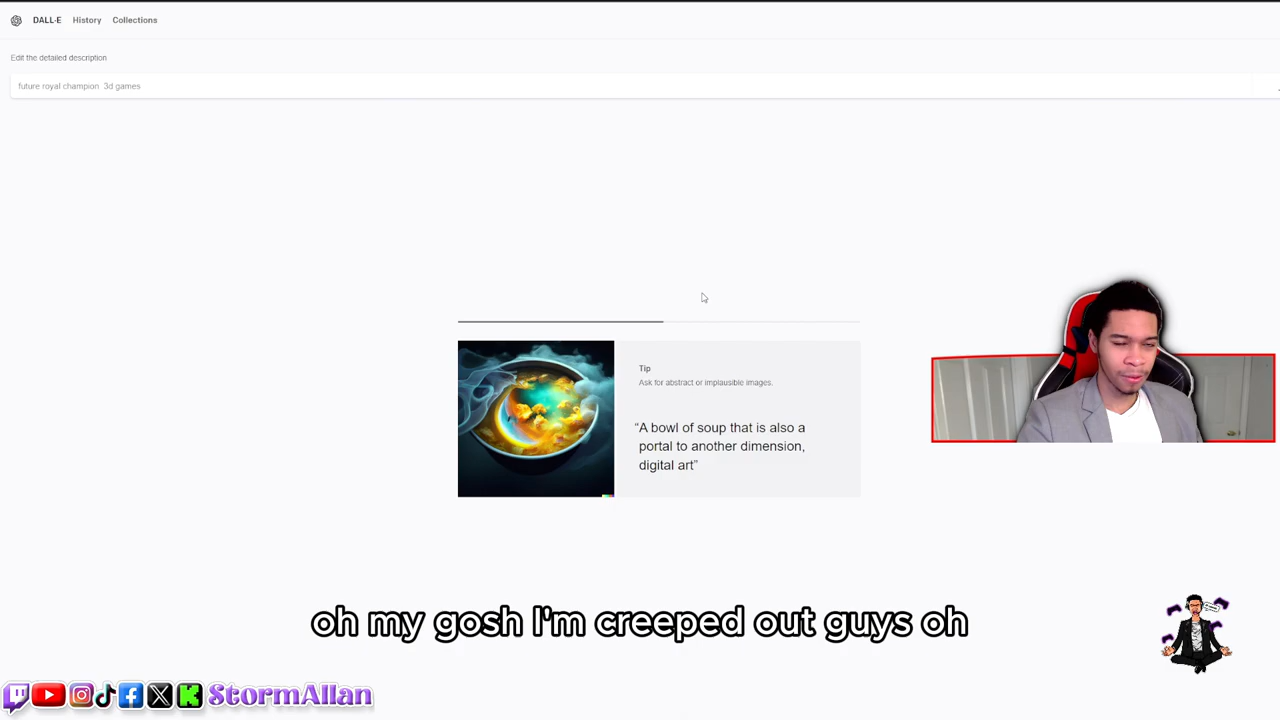 DALL·E History Collections
Edit the detailed description
future royal champion 3d games
Tip
Ask for abstract or implausible images.
“A bowl of soup that is also a
portal to another dimension,
digital art”
oh my gosh I'm creeped out guys oh
StormAllan